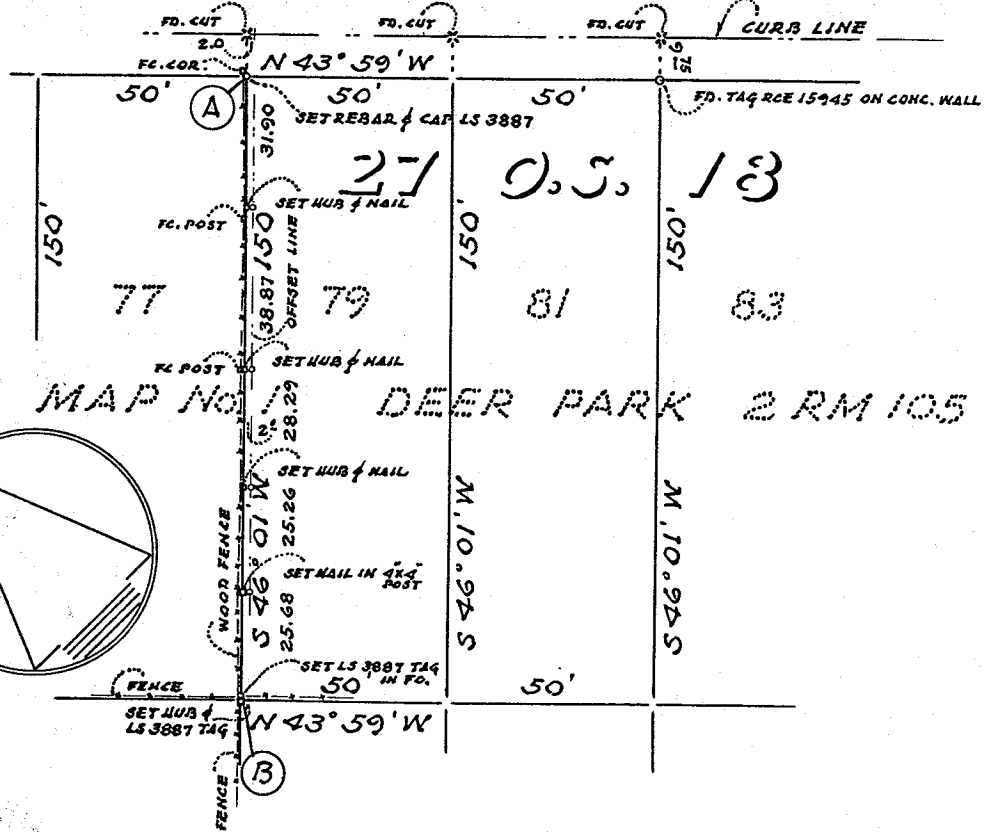 FD. CUT
FD. CUT
FD. CUT
CURB LINE
2.0
9.75
FC. COR.
N 43° 59' W
50'
50'
50'
A
SET REBAR & CAP LS 3887
FD. TAG RCE 15945 ON CONC. WALL
31.90
27 O.S. 18
SET HUB & NAIL
FC. POST
150'
150
OFFSET LINE
150'
150'
38.87
77
79
81
83
FC POST
SET HUB & NAIL
MAP No. 1 DEER PARK 2 RM 105
28.29
SET HUB & NAIL
WOOD FENCE
S 46° 01' W
25.26
S 46° 01' W
S 46° 01' W
SET NAIL IN 4"x4"
POST
25.68
SET LS 3887 TAG
IN FD.
FENCE
50'
50'
SET HUB &
LS 3887 TAG
N 43° 59' W
B
FENCE